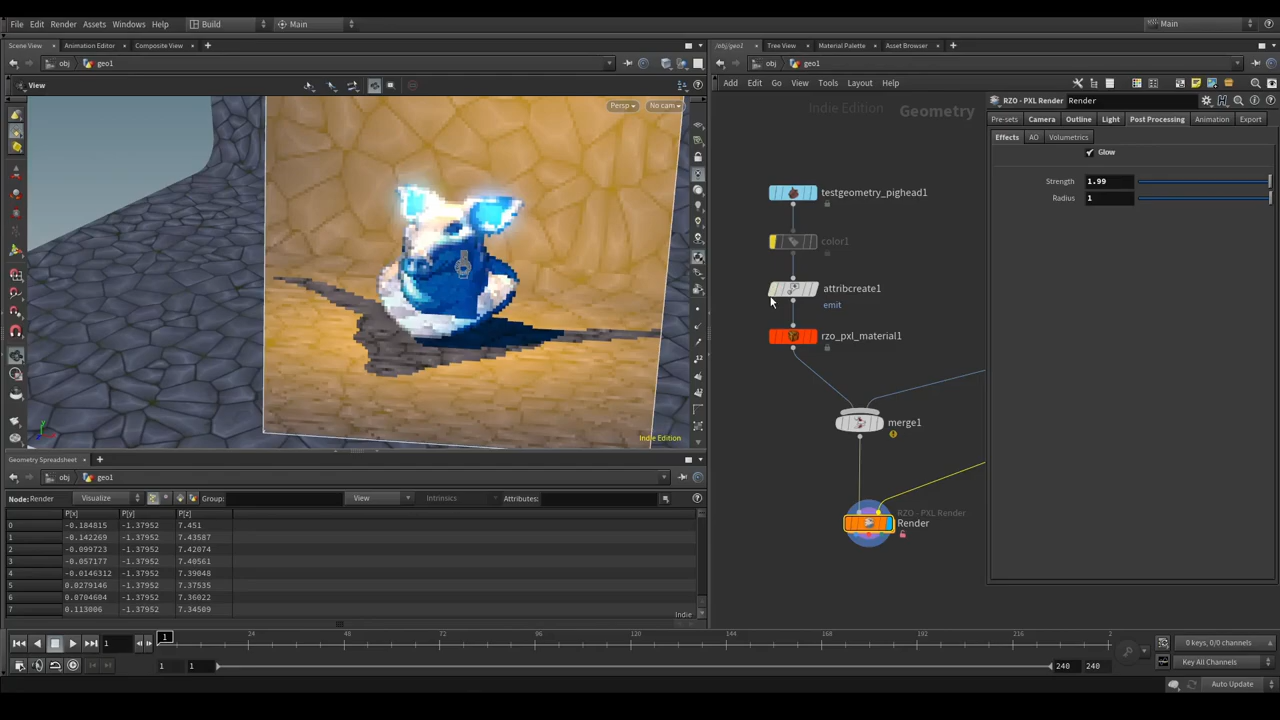 File Edit Render Assets Windows Help Build Main Main
Scene View Animation Editor Composite View
obj geo1
View
Persp No cam
Indie Edition
/obj/geo1 Tree View Material Palette Asset Browser
obj geo1
Add Edit Go View Tools Layout Help
Indie Edition Geometry
testgeometry_pighead1
color1
attribcreate1
emit
rzo_pxl_material1
merge1
RZO - PXL Render
Render
RZO - PXL Render Render
Pre-sets Camera Outline Light Post Processing Animation Export
Effects AO Volumetrics
Glow
Strength 1.99
Radius 1
Geometry Spreadsheet
obj geo1
Node: Render Visualize Group: View Intrinsics Attributes:
P[x] P[y] P[z]
0 -0.184815 -1.37952 7.451
1 -0.142269 -1.37952 7.43587
2 -0.099723 -1.37952 7.42074
3 -0.057177 -1.37952 7.40561
4 -0.0146312 -1.37952 7.39048
5 0.0279146 -1.37952 7.37535
6 0.0704604 -1.37952 7.36022
7 0.113006 -1.37952 7.34509
Indie
1 1 24 48 72 96 120 144 168 192 216 2
0 keys, 0/0 channels
1 1 240 240
Key All Channels
Auto Update